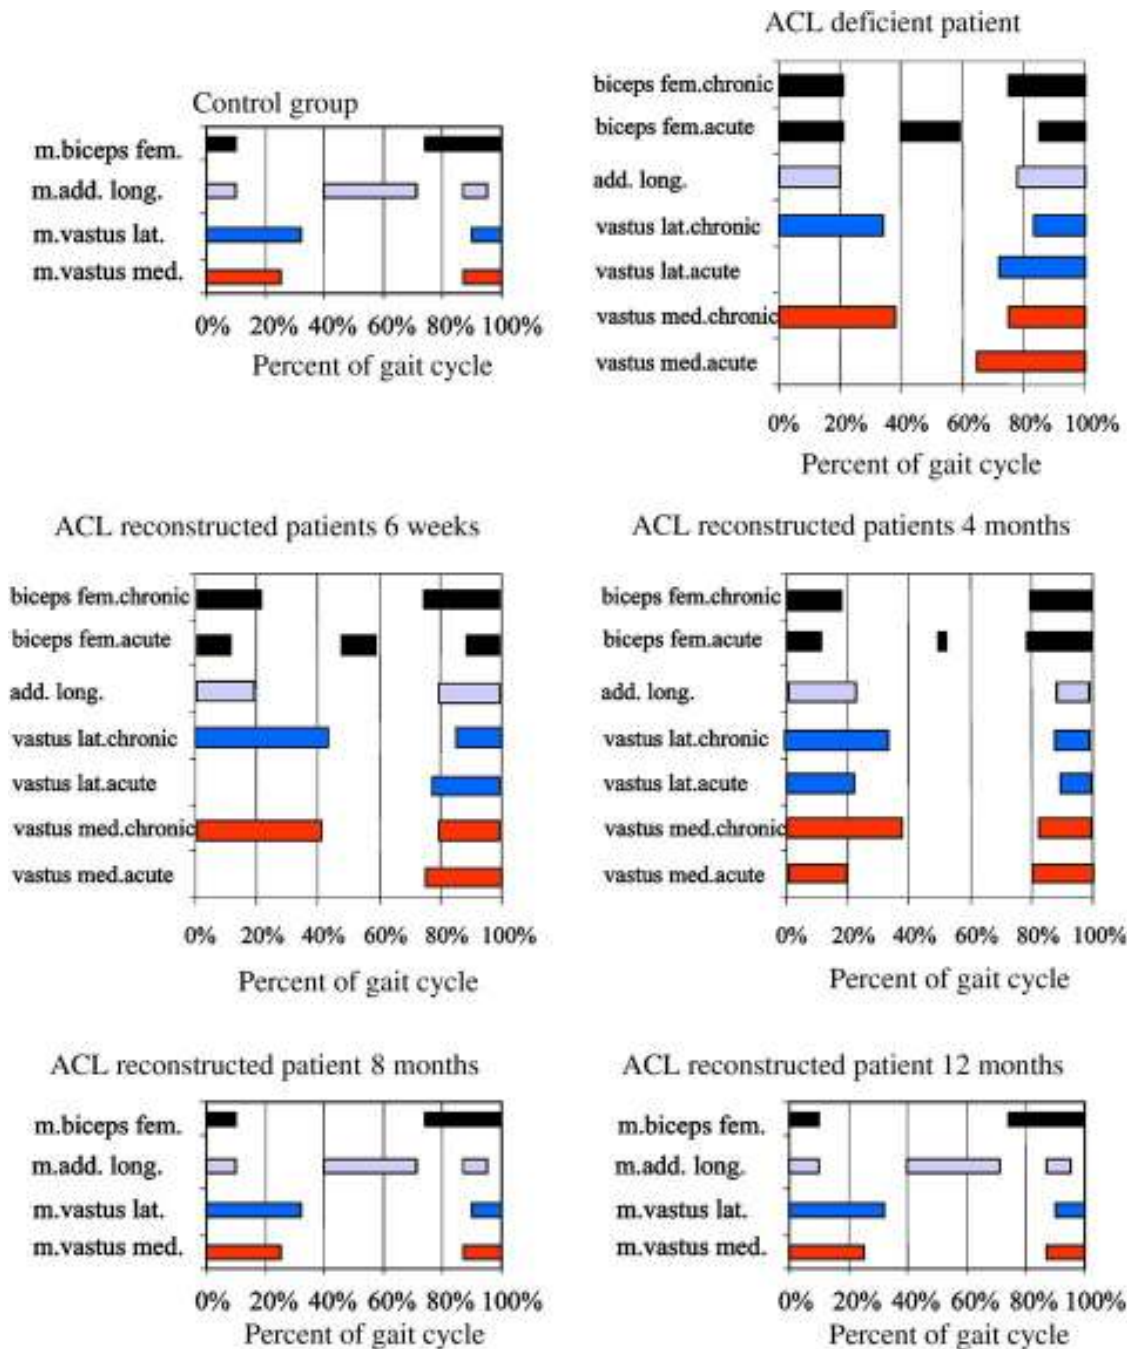 Control group
m.biceps fem.
m.add. long.
m.vastus lat.
m.vastus med.
0% 20% 40% 60% 80% 100%
Percent of gait cycle
ACL deficient patient
biceps fem.chronic
biceps fem.acute
add. long.
vastus lat.chronic
vastus lat.acute
vastus med.chronic
vastus med.acute
0% 20% 40% 60% 80% 100%
Percent of gait cycle
ACL reconstructed patients 6 weeks
biceps fem.chronic
biceps fem.acute
add. long.
vastus lat.chronic
vastus lat.acute
vastus med.chronic
vastus med.acute
0% 20% 40% 60% 80% 100%
Percent of gait cycle
ACL reconstructed patients 4 months
biceps fem.chronic
biceps fem.acute
add. long.
vastus lat.chronic
vastus lat.acute
vastus med.chronic
vastus med.acute
0% 20% 40% 60% 80% 100%
Percent of gait cycle
ACL reconstructed patient 8 months
m.biceps fem.
m.add. long.
m.vastus lat.
m.vastus med.
0% 20% 40% 60% 80% 100%
Percent of gait cycle
ACL reconstructed patient 12 months
m.biceps fem.
m.add. long.
m.vastus lat.
m.vastus med.
0% 20% 40% 60% 80% 100%
Percent of gait cycle